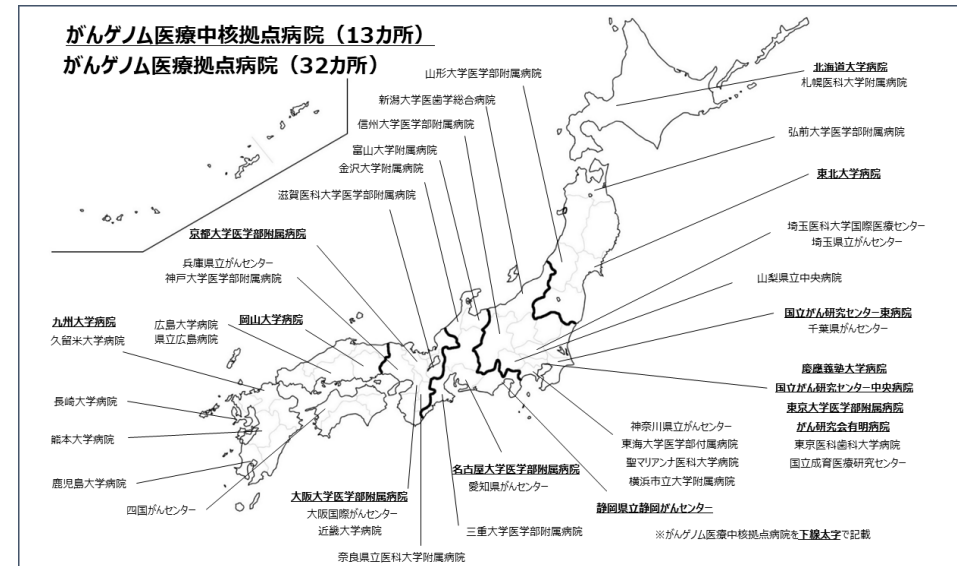 がんゲノム医療中核拠点病院（13カ所）
がんゲノム医療拠点病院（32カ所）
山形大学医学部附属病院
新潟大学医歯学総合病院
信州大学医学部附属病院
富山大学附属病院
金沢大学附属病院
滋賀医科大学医学部附属病院
京都大学医学部附属病院
兵庫県立がんセンター
神戸大学医学部附属病院
九州大学病院
久留米大学病院
広島大学病院
県立広島病院
岡山大学病院
長崎大学病院
熊本大学病院
鹿児島大学病院
四国がんセンター
大阪大学医学部附属病院
大阪国際がんセンター
近畿大学病院
奈良県立医科大学附属病院
三重大学医学部附属病院
名古屋大学医学部附属病院
愛知県がんセンター
静岡県立静岡がんセンター
神奈川県立がんセンター
東海大学医学部付属病院
聖マリアンナ医科大学病院
横浜市立大学附属病院
北海道大学病院
札幌医科大学附属病院
弘前大学医学部附属病院
東北大学病院
埼玉医科大学国際医療センター
埼玉県立がんセンター
山梨県立中央病院
国立がん研究センター東病院
千葉県がんセンター
慶應義塾大学病院
国立がん研究センター中央病院
東京大学医学部附属病院
がん研究会有明病院
東京医科歯科大学病院
国立成育医療研究センター
※がんゲノム医療中核拠点病院を下線太字で記載